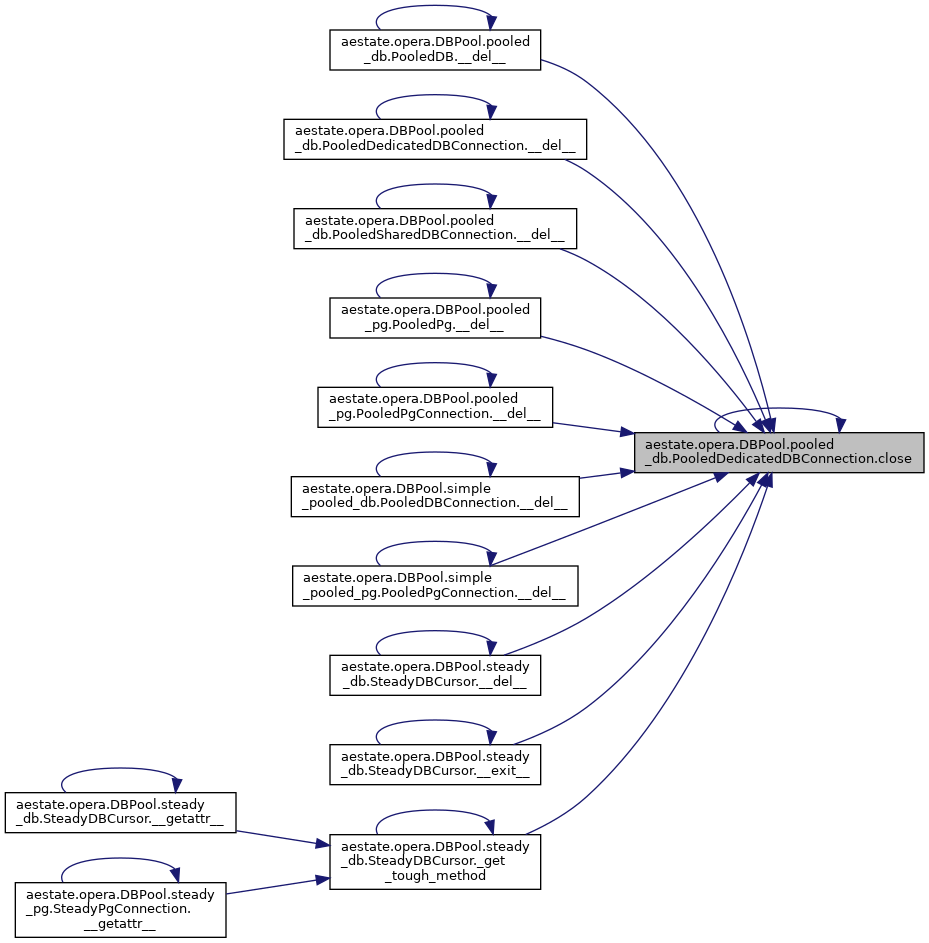 aestate.opera.DBPool.pooled
_db.PooledDB.__del__
aestate.opera.DBPool.pooled
_db.PooledDedicatedDBConnection.__del__
aestate.opera.DBPool.pooled
_db.PooledSharedDBConnection.__del__
aestate.opera.DBPool.pooled
_pg.PooledPg.__del__
aestate.opera.DBPool.pooled
_pg.PooledPgConnection.__del__
aestate.opera.DBPool.pooled
_db.PooledDedicatedDBConnection.close
aestate.opera.DBPool.simple
_pooled_db.PooledDBConnection.__del__
aestate.opera.DBPool.simple
_pooled_pg.PooledPgConnection.__del__
aestate.opera.DBPool.steady
_db.SteadyDBCursor.__del__
aestate.opera.DBPool.steady
_db.SteadyDBCursor.__exit__
aestate.opera.DBPool.steady
_db.SteadyDBCursor.__getattr__
aestate.opera.DBPool.steady
_db.SteadyDBCursor._get
_tough_method
aestate.opera.DBPool.steady
_pg.SteadyPgConnection.
__getattr__